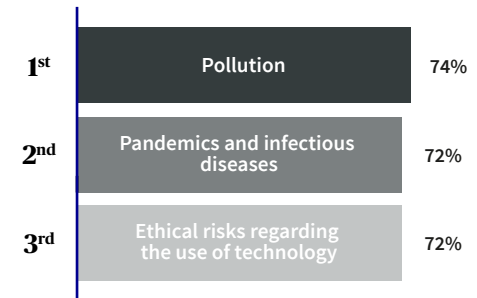 1st
Pollution
74%
2nd
Pandemics and infectious
diseases
72%
3rd
Ethical risks regarding
the use of technology
72%